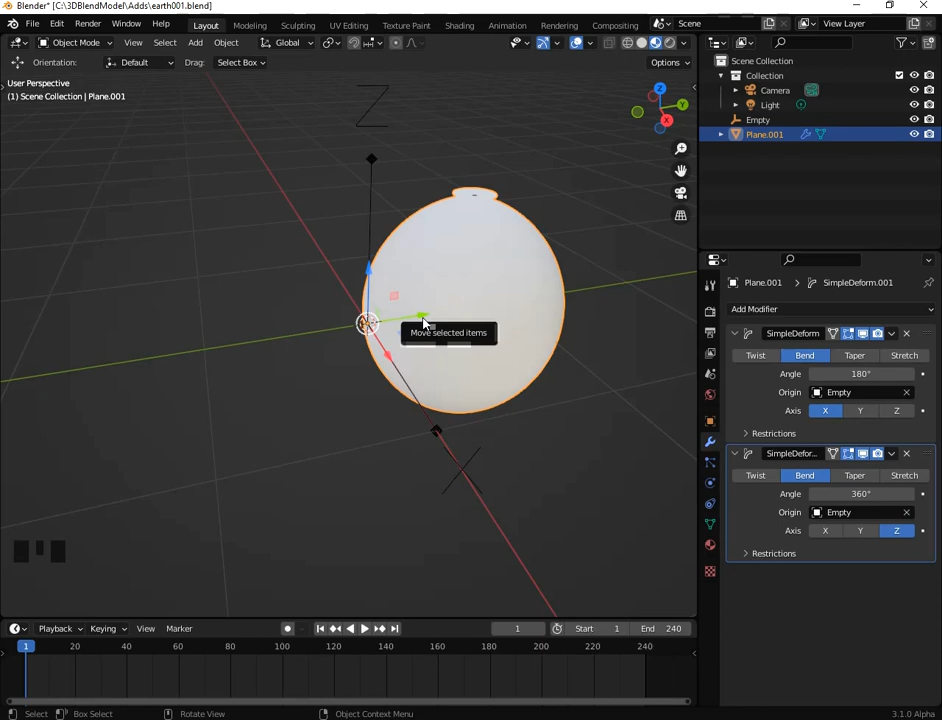 Blender* [C:\3DBlendModel\Adds\earth001.blend]
File Edit Render Window Help Layout Modeling Sculpting UV Editing Texture Paint Shading Animation Rendering Compositing Scene View Layer
Object Mode View Select Add Object Global
Orientation: Default Drag: Select Box Options
User Perspective
(1) Scene Collection | Plane.001
Z
Y
X
Move selected items
Scene Collection
Collection
Camera
Light
Empty
Plane.001
Plane.001 > SimpleDeform.001
Add Modifier
SimpleDeform
Twist Bend Taper Stretch
Angle 180°
Origin Empty
Axis X Y Z
Restrictions
SimpleDefor...
Twist Bend Taper Stretch
Angle 360°
Origin Empty
Axis X Y Z
Restrictions
Playback Keying View Marker 1 Start 1 End 240
1 20 40 60 80 100 120 140 160 180 200 220 240
Select Box Select Rotate View Object Context Menu 3.1.0 Alpha